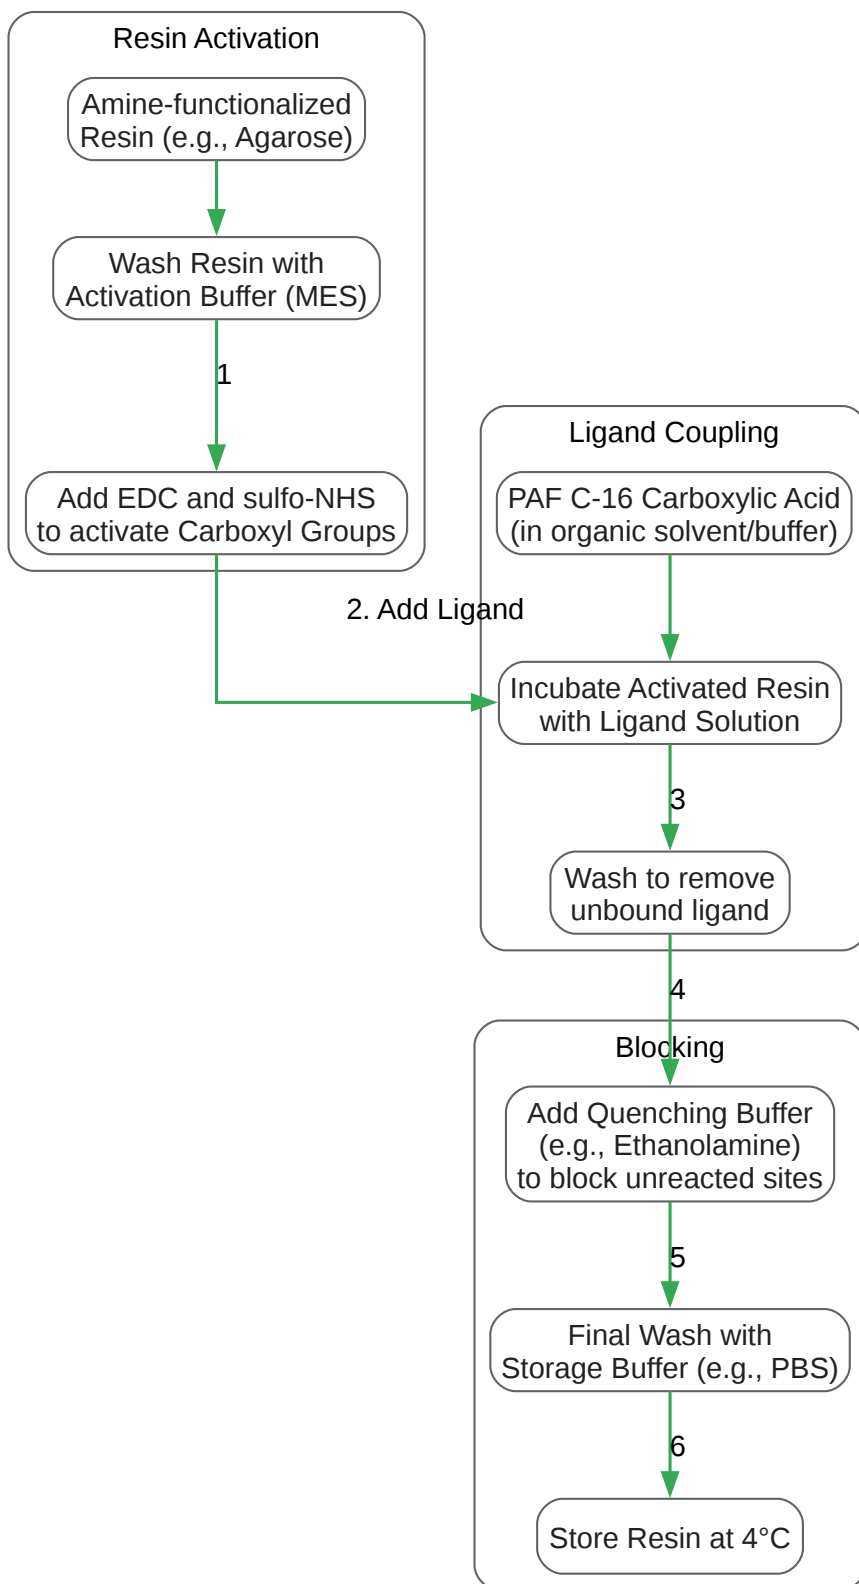 Resin Activation
Amine-functionalized
Resin (e.g., Agarose)
Wash Resin with
Activation Buffer (MES)
1
Add EDC and sulfo-NHS
to activate Carboxyl Groups
2. Add Ligand
Ligand Coupling
PAF C-16 Carboxylic Acid
(in organic solvent/buffer)
Incubate Activated Resin
with Ligand Solution
3
Wash to remove
unbound ligand
4
Blocking
Add Quenching Buffer
(e.g., Ethanolamine)
to block unreacted sites
5
Final Wash with
Storage Buffer (e.g., PBS)
6
Store Resin at 4°C